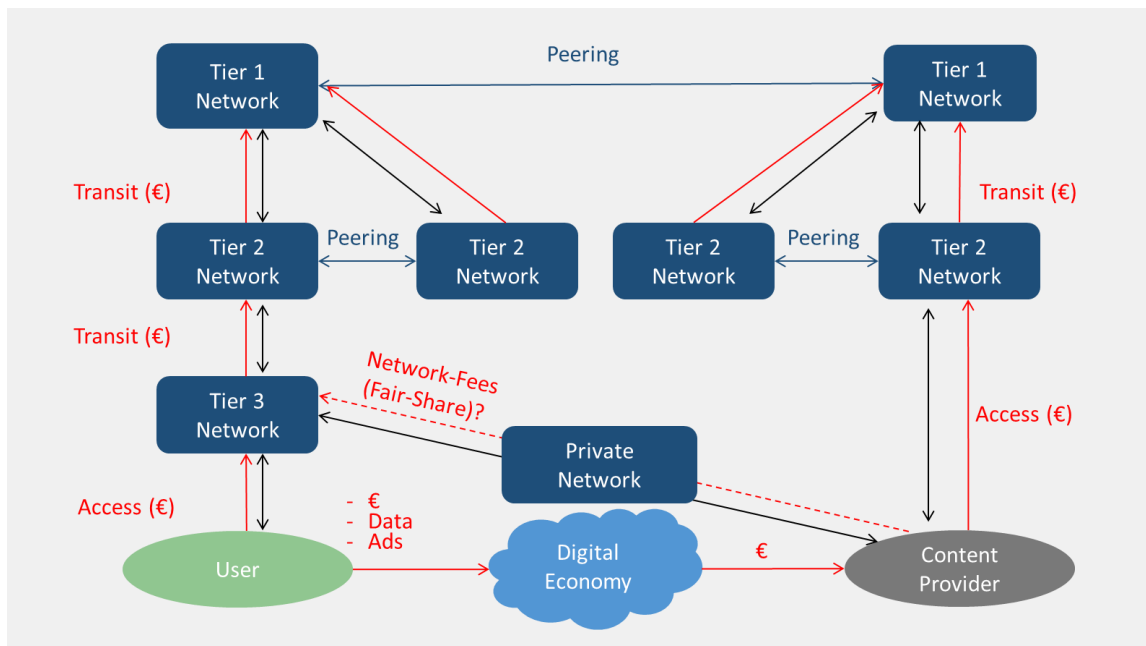 Peering
Tier 1
Network
Tier 1
Network
Transit (€)
Transit (€)
Tier 2
Network
Peering
Tier 2
Network
Tier 2
Network
Peering
Tier 2
Network
Transit (€)
Network-Fees
(Fair-Share)?
Tier 3
Network
Access (€)
Private
Network
Access (€)
- €
- Data
- Ads
User
Digital
Economy
€
Content
Provider